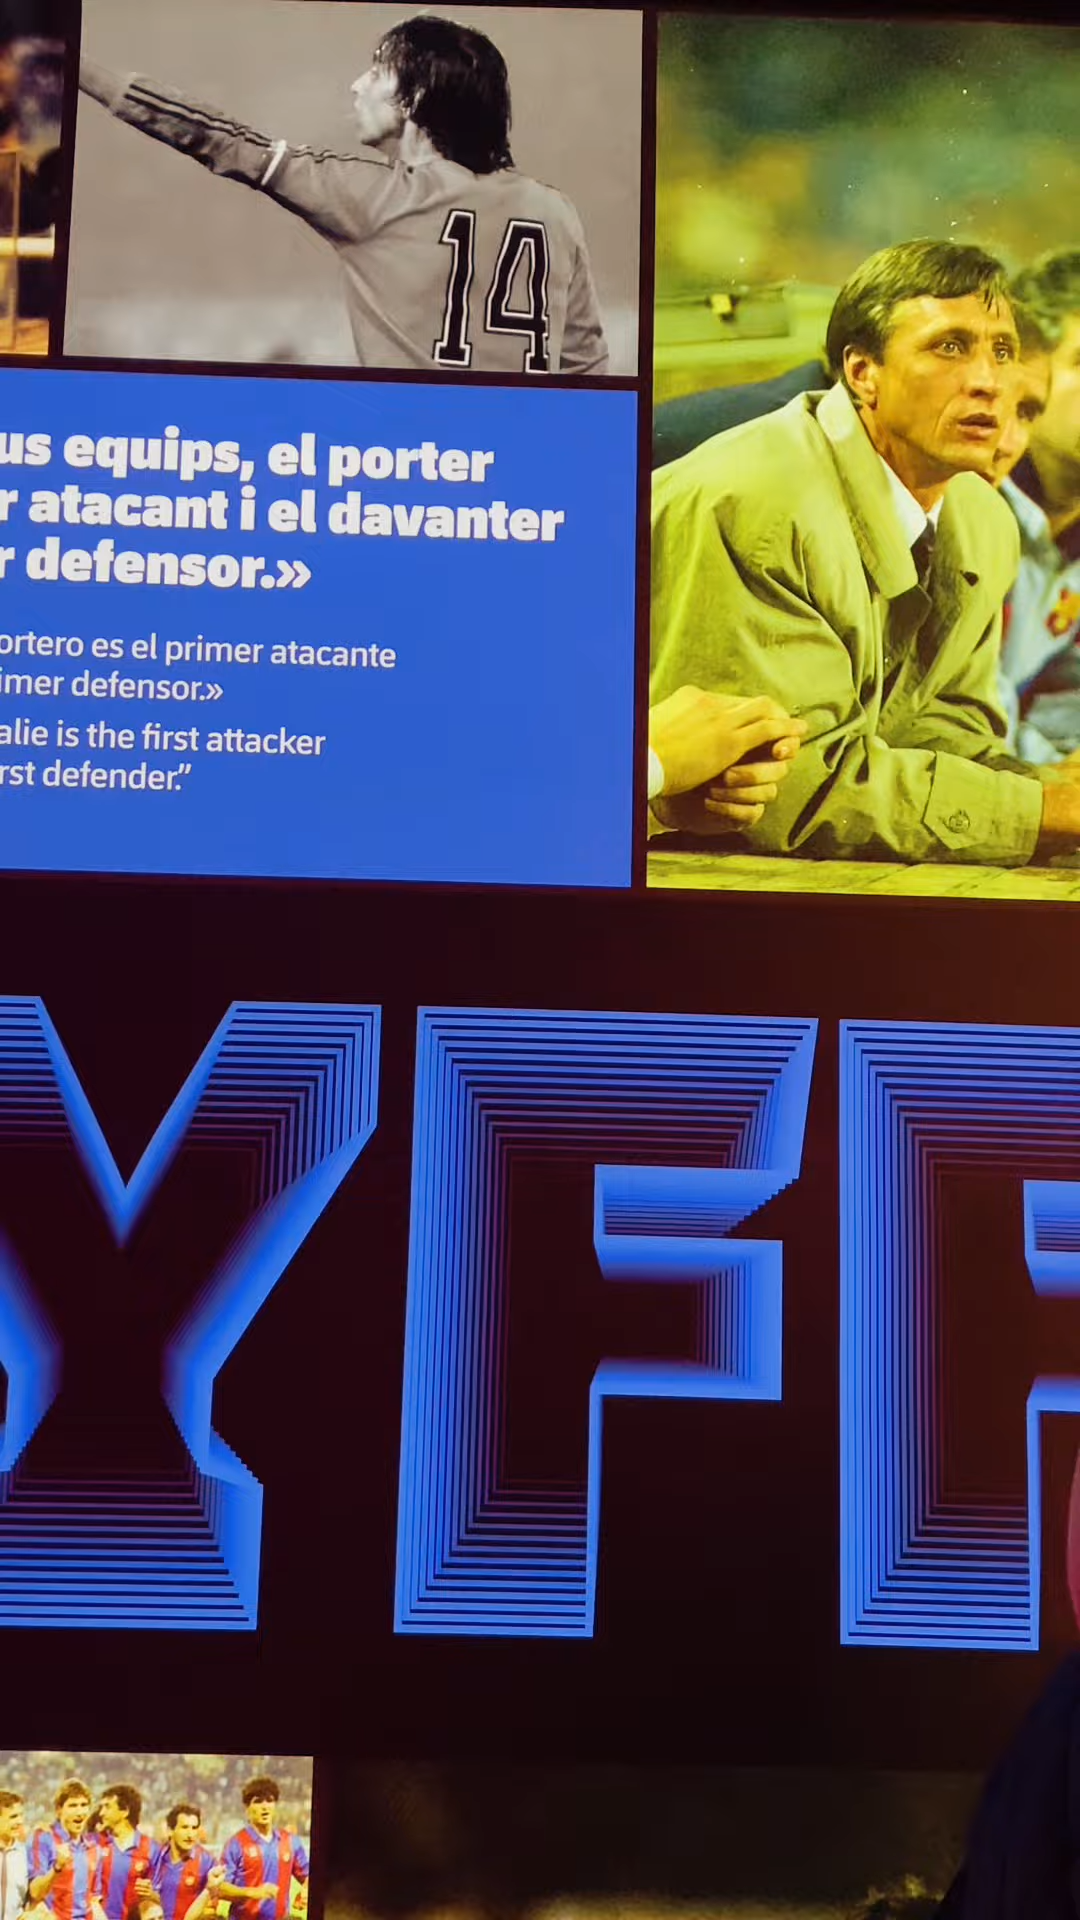 14
us equips, el porter
r atacant i el davanter
r defensor.»
ortero es el primer atacante
imer defensor.»
alie is the first attacker
rst defender.”
YFF